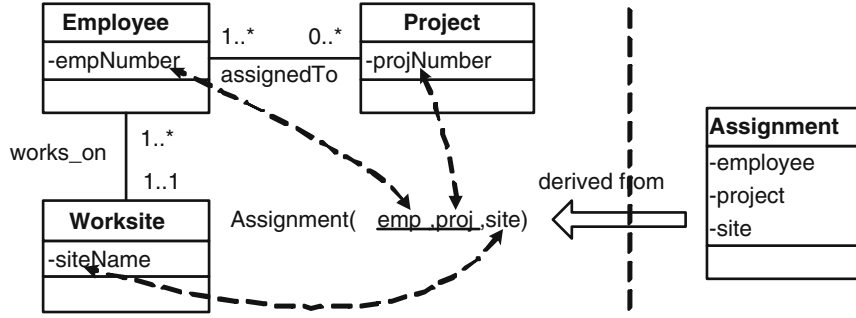 Employee
-empNumber
1..* 0..*
assignedTo
Project
-projNumber
works_on
1..*
1..1
Worksite
-siteName
Assignment( emp ,proj ,site)
derived from
Assignment
-employee
-project
-site